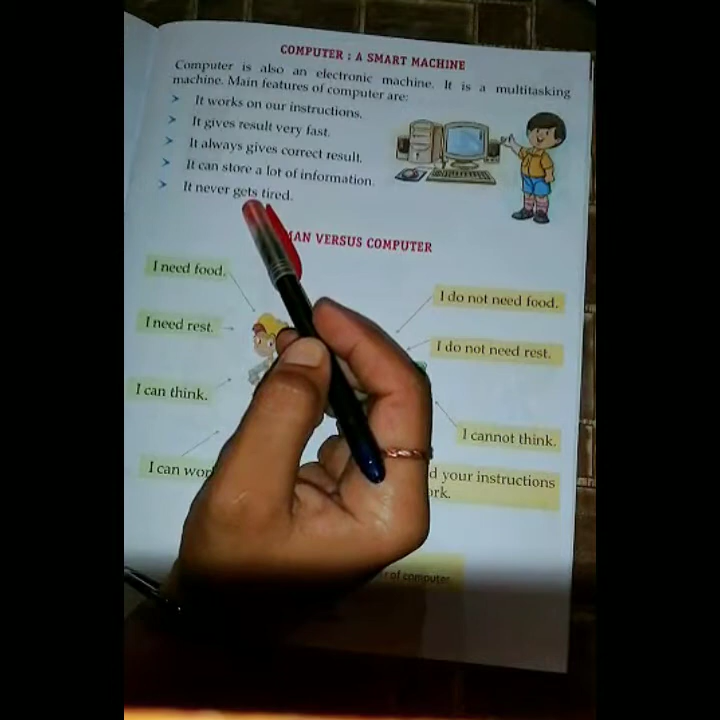 COMPUTER : A SMART MACHINE
Computer is also an electronic machine. It is a multitasking
machine. Main features of computer are:
➤ It works on our instructions.
➤ It gives result very fast.
➤ It always gives correct result.
➤ It can store a lot of information.
➤ It never gets tired.
MAN VERSUS COMPUTER
I need food.
I do not need food.
I need rest.
I do not need rest.
I can think.
I cannot think.
I can
your instructions
of computer